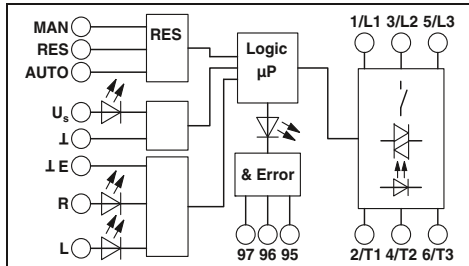 MAN
RES
AUTO
RES
Us
⊥
⊥ E
R
L
Logic
µP
& Error
97 96 95
1/L1 3/L2 5/L3
2/T1 4/T2 6/T3